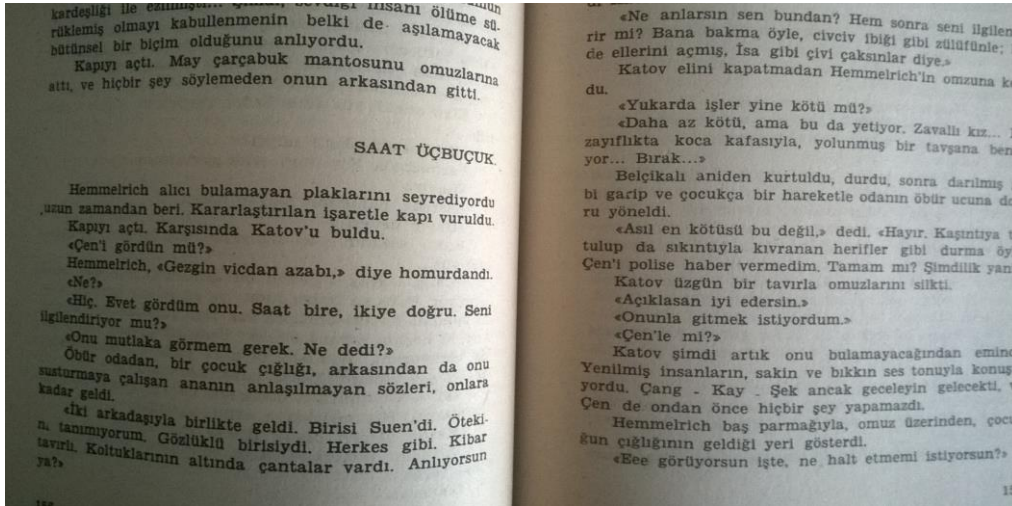 kardeşliği ile
insanı ölüme sü-
rüklemiş olmayı kabullenmenin belki de aşılamayacak
bütünsel bir biçim olduğunu anlıyordu.
Kapıyı açtı. May çarçabuk mantosunu omuzlarına
attı, ve hiçbir şey söylemeden onun arkasından gitti.
SAAT ÜÇBUÇUK
Hemmelrich alıcı bulamayan plaklarını seyrediyordu
uzun zamandan beri. Kararlaştırılan işaretle kapı vuruldu.
Kapıyı açtı. Karşısında Katov'u buldu.
«Çen'i gördün mü?»
Hemmelrich, «Gezgin vicdan azabı,» diye homurdandı.
«Ne?»
«Hiç. Evet gördüm onu. Saat bire, ikiye doğru. Seni
ilgilendiriyor mu?»
«Onu mutlaka görmem gerek. Ne dedi?»
Öbür odadan, bir çocuk çığlığı, arkasından da onu
susturmaya çalışan ananın anlaşılmayan sözleri, onlara
kadar geldi.
«İki arkadaşıyla birlikte geldi. Birisi Suen'di. Öteki-
ni tanımıyorum. Gözlüklü birisiydi. Herkes gibi. Kibar
tavırlı. Koltuklarının altında çantalar vardı. Anlıyorsun
ya?»
«Ne anlarsın sen bundan? Hem sonra seni ilgilen
rir mi? Bana bakma öyle, civciv ibiği gibi zülüfünle;
de ellerini açmış, İsa gibi çivi çaksınlar diye.»
Katov elini kapatmadan Hemmelrich'in omzuna k
du.
«Yukarda işler yine kötü mü?»
«Daha az kötü, ama bu da yetiyor. Zavallı kız...
zayıflıkta koca kafasıyla, yolunmuş bir tavşana ben
yor... Bırak...»
Belçikalı aniden kurtuldu, durdu, sonra darılmış
bi garip ve çocukça bir hareketle odanın öbür ucuna do
ru yöneldi.
«Asıl en kötüsü bu değil,» dedi. «Hayır. Kaşıntıya t
tulup da sıkıntıyla kıvranan herifler gibi durma öy
Çen'i polise haber vermedim. Tamam mı? Şimdilik yan
Katov üzgün bir tavırla omuzlarını silkti.
«Açıklasan iyi edersin.»
«Onunla gitmek istiyordum.»
«Çen'le mi?»
Katov şimdi artık onu bulamayacağından emind
Yenilmiş insanların, sakin ve bıkkın ses tonuyla konuş
yordu. Çang - Kay - Şek ancak geceleyin gelecekti,
Çen de ondan önce hiçbir şey yapamazdı.
Hemmelrich baş parmağıyla, omuz üzerinden, çocu
ğun çığlığının geldiği yeri gösterdi.
«Eee görüyorsun işte, ne halt etmemi istiyorsun?»